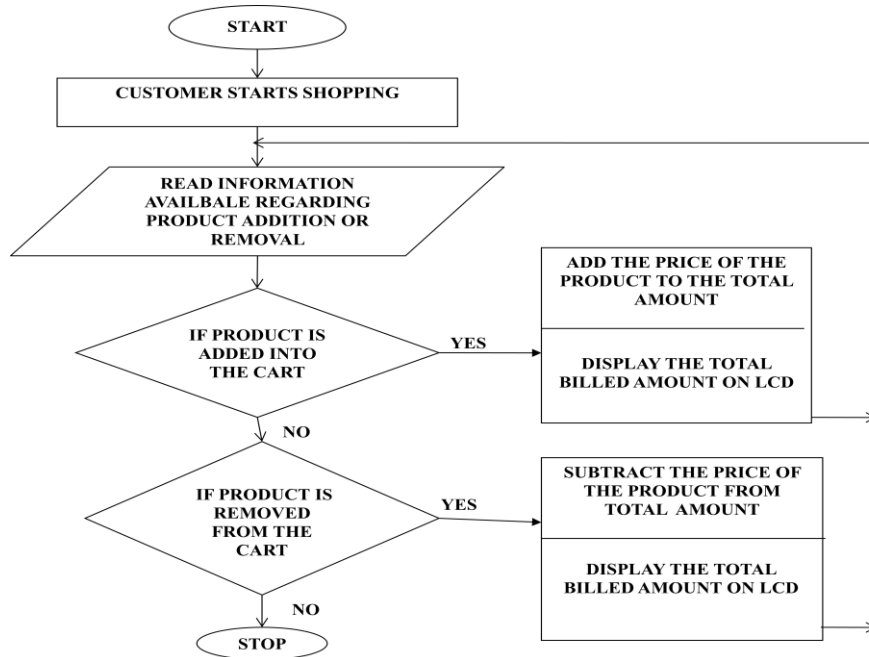 START
CUSTOMER STARTS SHOPPING
READ INFORMATION
AVAILBALE REGARDING
PRODUCT ADDITION OR
REMOVAL
IF PRODUCT IS
ADDED INTO
THE CART
YES
ADD THE PRICE OF THE
PRODUCT TO THE TOTAL
AMOUNT
DISPLAY THE TOTAL
BILLED AMOUNT ON LCD
NO
IF PRODUCT IS
REMOVED
FROM THE
CART
YES
SUBTRACT THE PRICE OF
THE PRODUCT FROM
TOTAL AMOUNT
DISPLAY THE TOTAL
BILLED AMOUNT ON LCD
NO
STOP